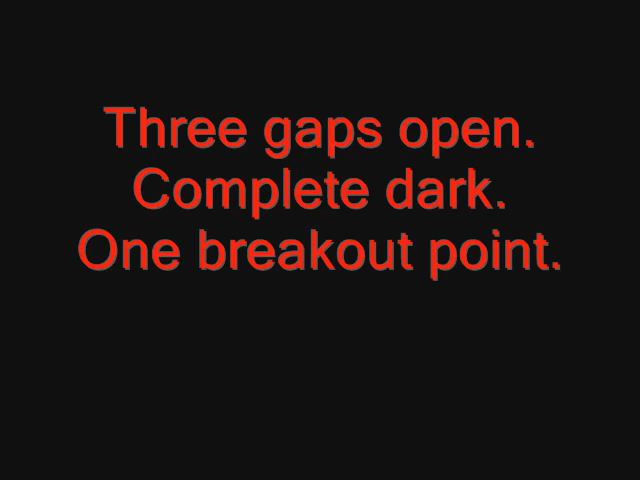 Three gaps open.
Complete dark.
One breakout point.